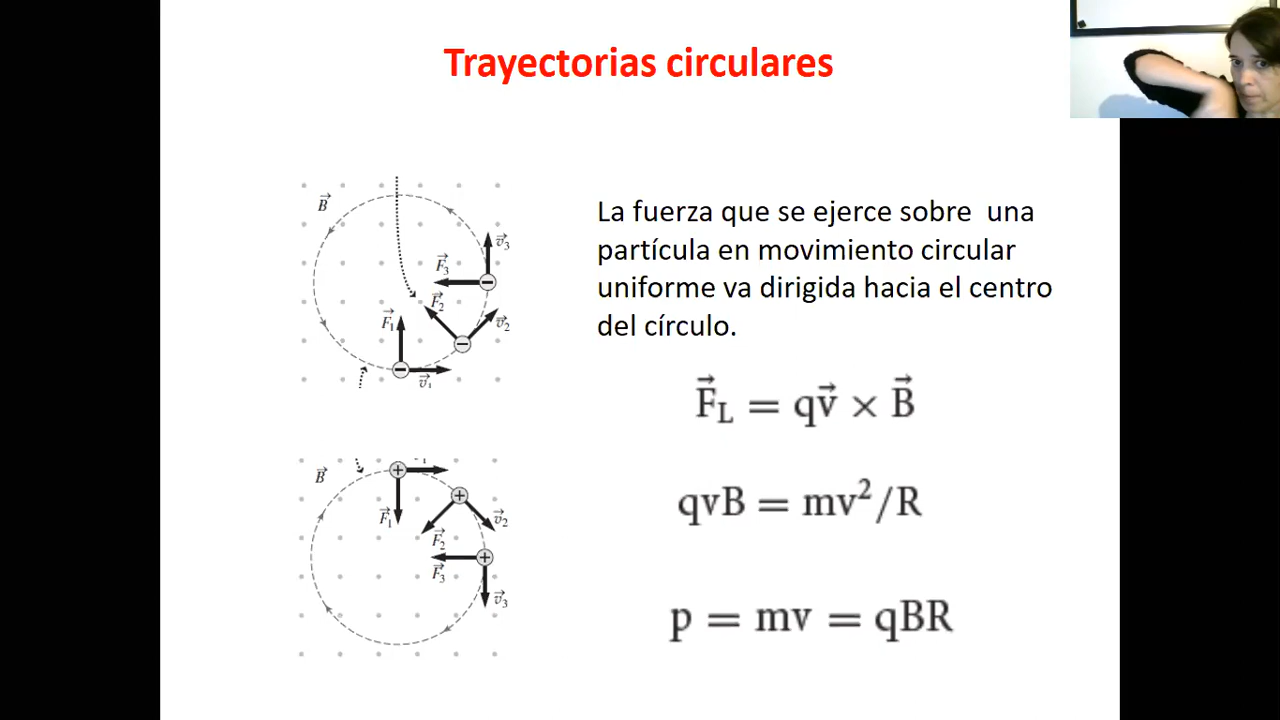 Trayectorias circulares
B⃗
v⃗₃
F⃗₃
F⃗₂
F⃗₁
v⃗₂
v⃗₁
La fuerza que se ejerce sobre una
partícula en movimiento circular
uniforme va dirigida hacia el centro
del círculo.
F⃗_L = qv⃗ × B⃗
qvB = mv²/R
p = mv = qBR
B⃗
F⃗₁
v⃗₂
F⃗₂
F⃗₃
v⃗₃